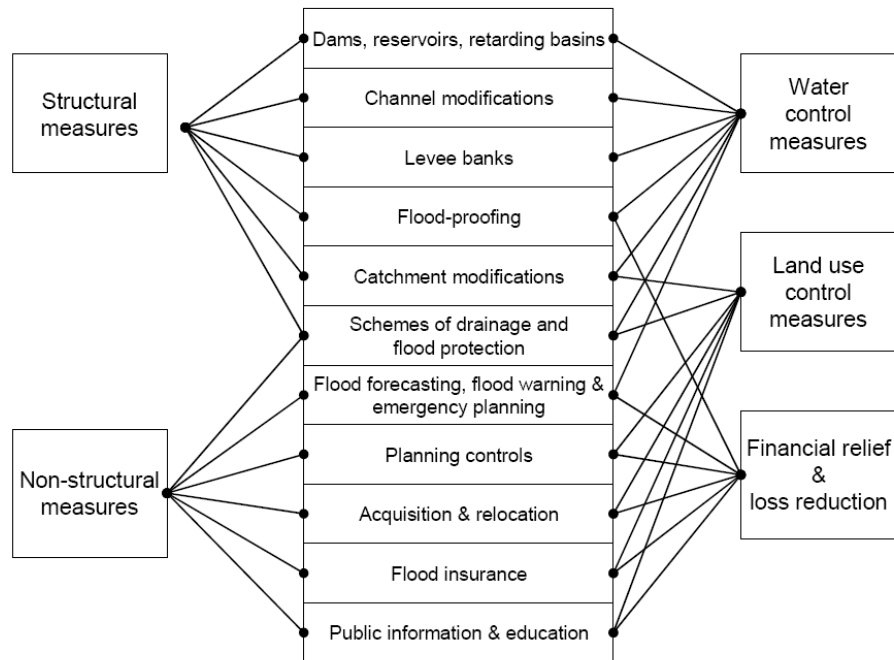 Structural
measures
Non-structural
measures
Dams, reservoirs, retarding basins
Channel modifications
Levee banks
Flood-proofing
Catchment modifications
Schemes of drainage and
flood protection
Flood forecasting, flood warning &
emergency planning
Planning controls
Acquisition & relocation
Flood insurance
Public information & education
Water
control
measures
Land use
control
measures
Financial relief
&
loss reduction